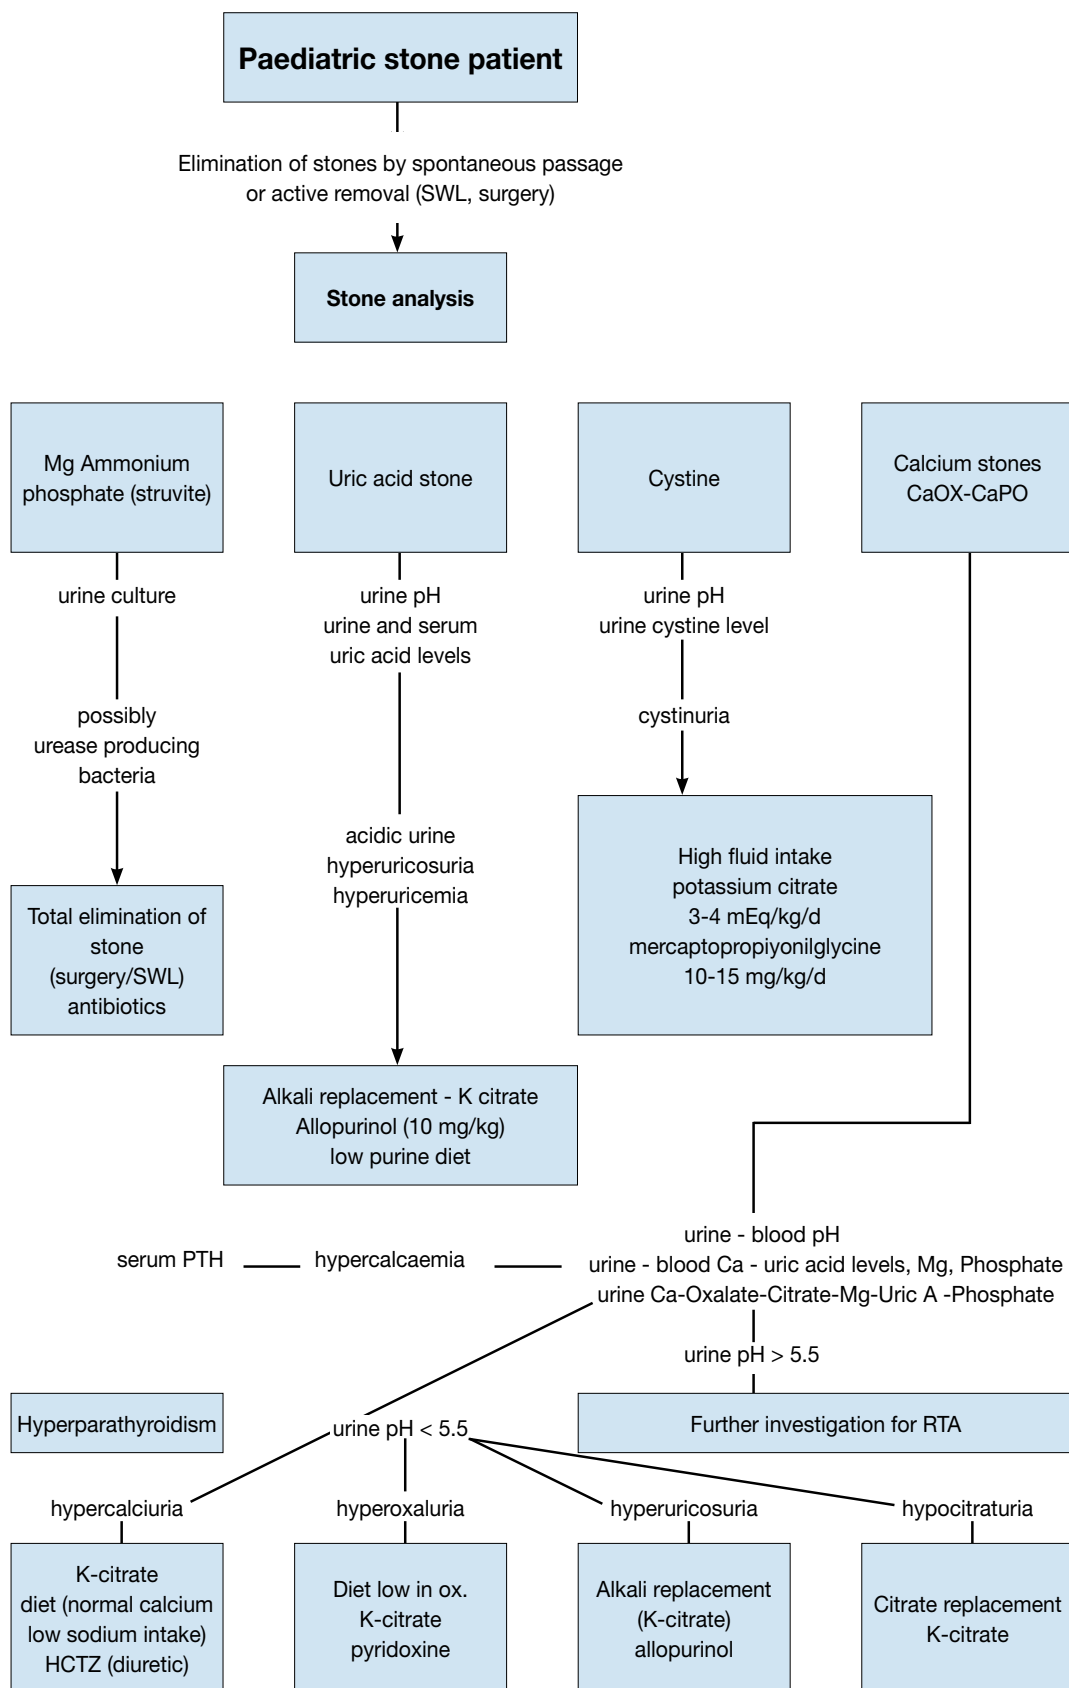 Paediatric stone patient
Elimination of stones by spontaneous passage
or active removal (SWL, surgery)
Stone analysis
Mg Ammonium
phosphate (struvite)
Uric acid stone
Cystine
Calcium stones
CaOX-CaPO
urine culture
possibly
urease producing
bacteria
Total elimination of
stone
(surgery/SWL)
antibiotics
urine pH
urine and serum
uric acid levels
acidic urine
hyperuricosuria
hyperuricemia
Alkali replacement - K citrate
Allopurinol (10 mg/kg)
low purine diet
urine pH
urine cystine level
cystinuria
High fluid intake
potassium citrate
3-4 mEq/kg/d
mercaptopropiyonilglycine
10-15 mg/kg/d
urine - blood pH
urine - blood Ca - uric acid levels, Mg, Phosphate
urine Ca-Oxalate-Citrate-Mg-Uric A -Phosphate
hypercalcaemia
serum PTH
Hyperparathyroidism
urine pH > 5.5
Further investigation for RTA
urine pH < 5.5
hypercalciuria
K-citrate
diet (normal calcium
low sodium intake)
HCTZ (diuretic)
hyperoxaluria
Diet low in ox.
K-citrate
pyridoxine
hyperuricosuria
Alkali replacement
(K-citrate)
allopurinol
hypocitraturia
Citrate replacement
K-citrate